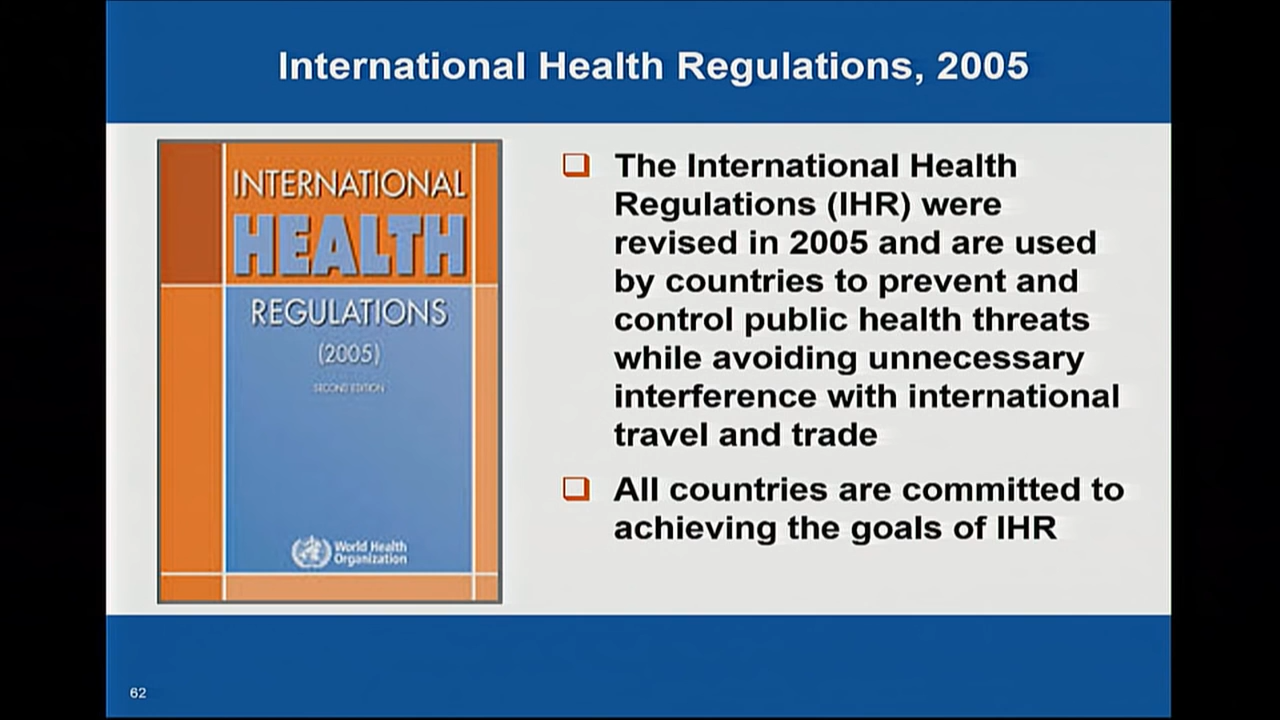 International Health Regulations, 2005
INTERNATIONAL
HEALTH
REGULATIONS
(2005)
SECOND EDITION
World Health
Organization
The International Health
Regulations (IHR) were
revised in 2005 and are used
by countries to prevent and
control public health threats
while avoiding unnecessary
interference with international
travel and trade
All countries are committed to
achieving the goals of IHR
62